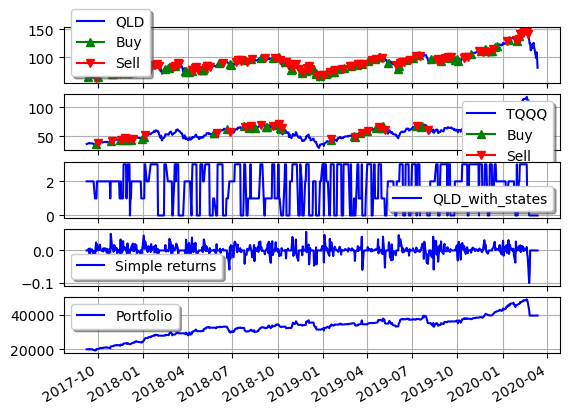 150
100
QLD
Buy
Sell
100
50
TQQQ
Buy
Sell
2
0
QLD_with_states
0.0
−0.1
Simple returns
40000
20000
Portfolio
2017-10
2018-01
2018-04
2018-07
2018-10
2019-01
2019-04
2019-07
2019-10
2020-01
2020-04